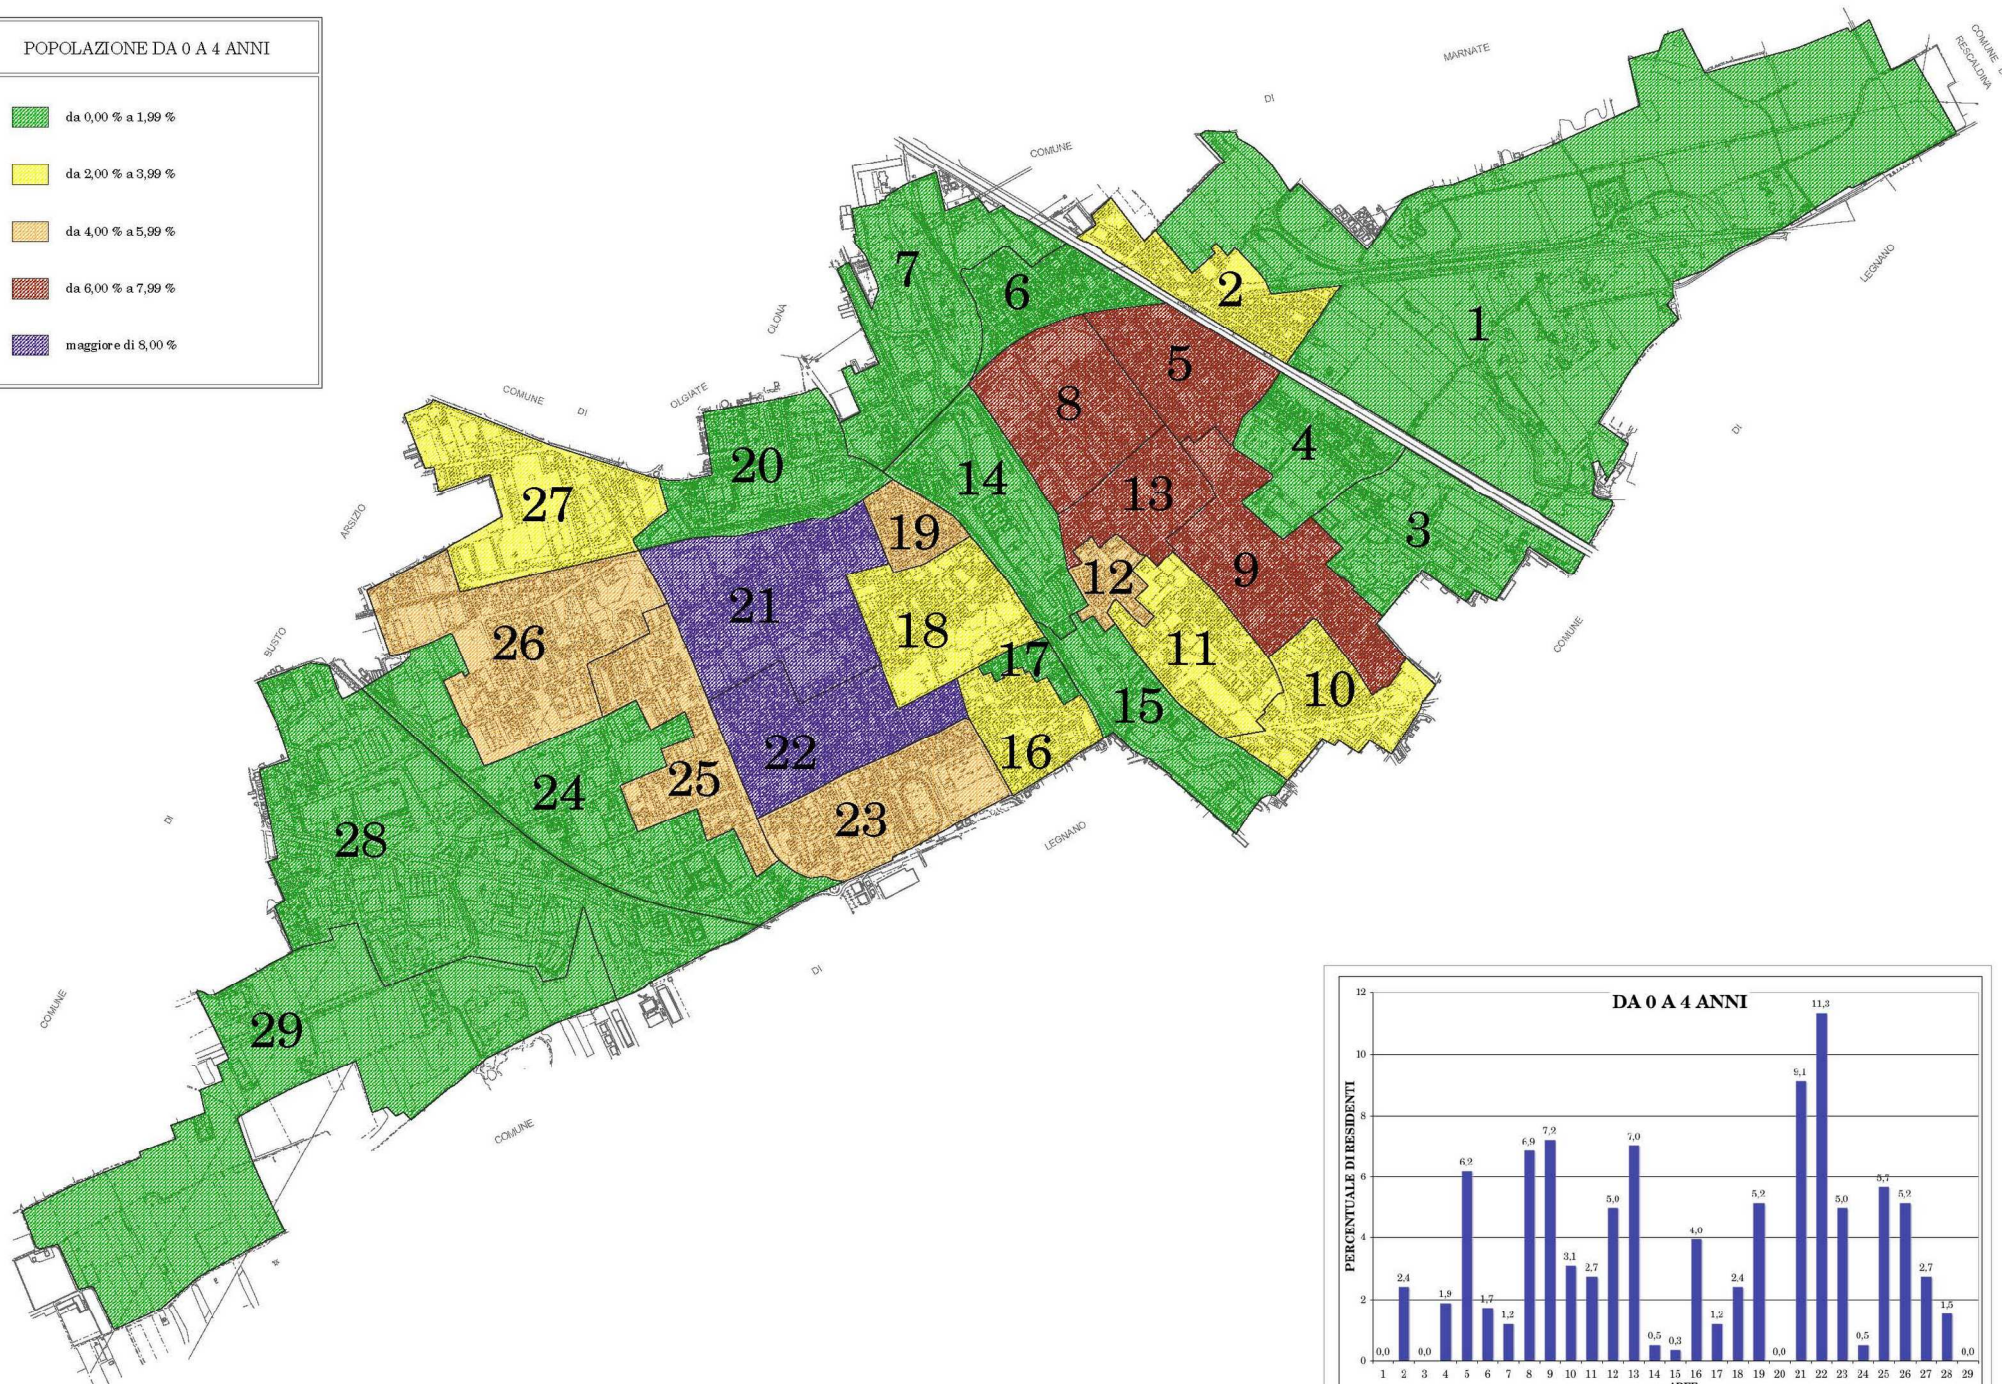 POPOLAZIONE DA 0 A 4 ANNI
da 0,00 % a 1,99 %
da 2,00 % a 3,99 %
da 4,00 % a 5,99 %
da 6,00 % a 7,99 %
maggiore di 8,00 %
COMUNE DI MARNATE
COMUNE
RESCALDINA
LEGNANO
DI
COMUNE
COMUNE DI OLGIATE OLONA
ARSIZIO
BUSTO
DI
COMUNE
LEGNANO
DI
COMUNE
1
2
3
4
5
6
7
8
9
10
11
12
13
14
15
16
17
18
19
20
21
22
23
24
25
26
27
28
29
DA 0 A 4 ANNI
PERCENTUALE DI RESIDENTI
12
10
8
6
4
2
0
0,0 2,4 0,0 1,9 6,2 1,7 1,2 6,9 7,2 3,1 2,7 5,0 7,0 0,5 0,3 4,0 1,2 2,4 5,2 0,0 9,1 11,3 5,0 0,5 5,7 5,2 2,7 1,5 0,0
1 2 3 4 5 6 7 8 9 10 11 12 13 14 15 16 17 18 19 20 21 22 23 24 25 26 27 28 29